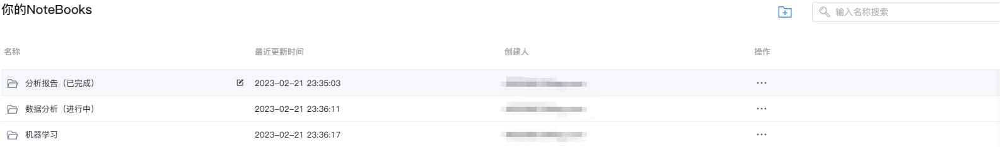 你的NoteBooks
输入名称搜索
名称 最近更新时间 创建人 操作
分析报告（已完成） 2023-02-21 23:35:03
数据分析（进行中） 2023-02-21 23:36:11
机器学习 2023-02-21 23:36:17